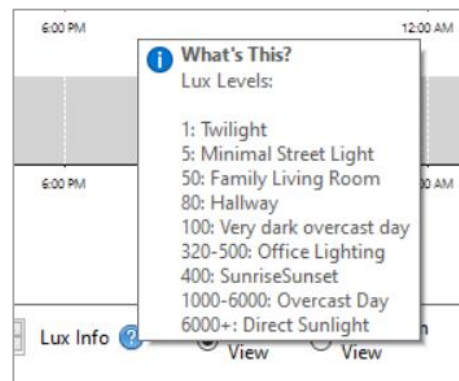 6:00 PM
12:00 AM
What's This?
Lux Levels:
1: Twilight
5: Minimal Street Light
50: Family Living Room
80: Hallway
100: Very dark overcast day
320-500: Office Lighting
400: SunriseSunset
1000-6000: Overcast Day
6000+: Direct Sunlight
6:00 PM
AM
Lux Info ?
View
View